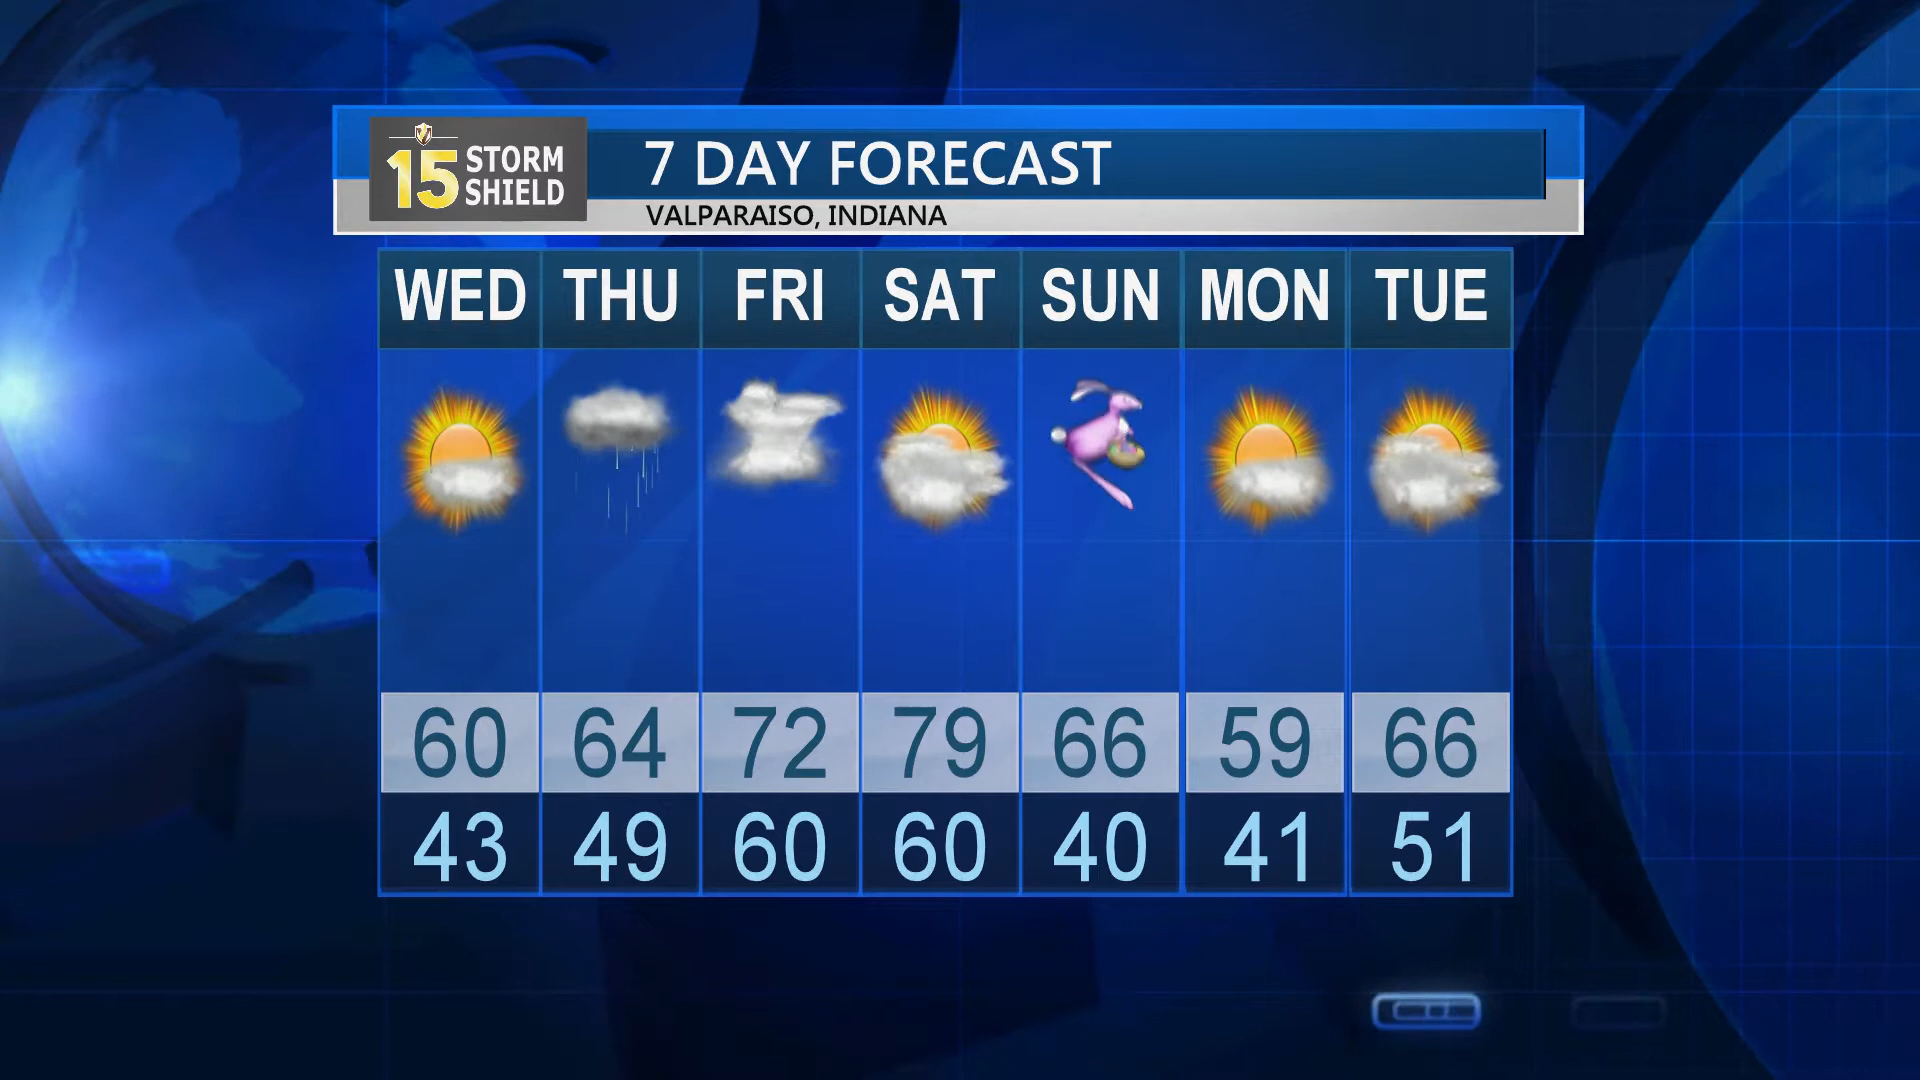 15 STORM SHIELD
7 DAY FORECAST
VALPARAISO, INDIANA
WED THU FRI SAT SUN MON TUE
60 64 72 79 66 59 66
43 49 60 60 40 41 51